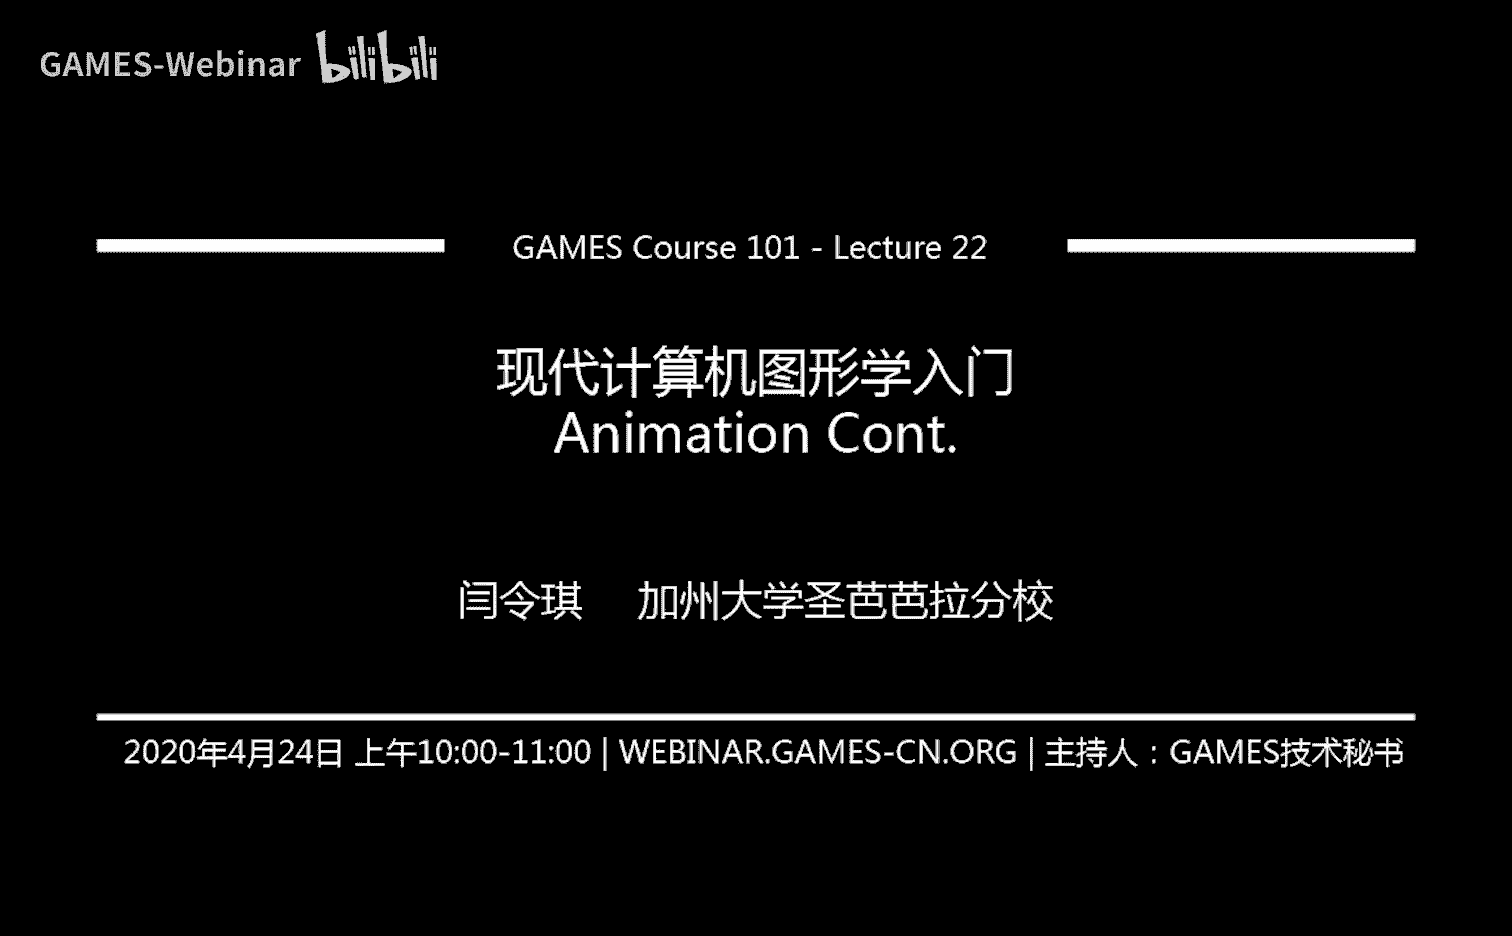 GAMES-Webinar bilibili
GAMES Course 101 - Lecture 22
现代计算机图形学入门
Animation Cont.
闫令琪 加州大学圣芭芭拉分校
2020年4月24日 上午10:00-11:00 | WEBINAR.GAMES-CN.ORG | 主持人：GAMES技术秘书